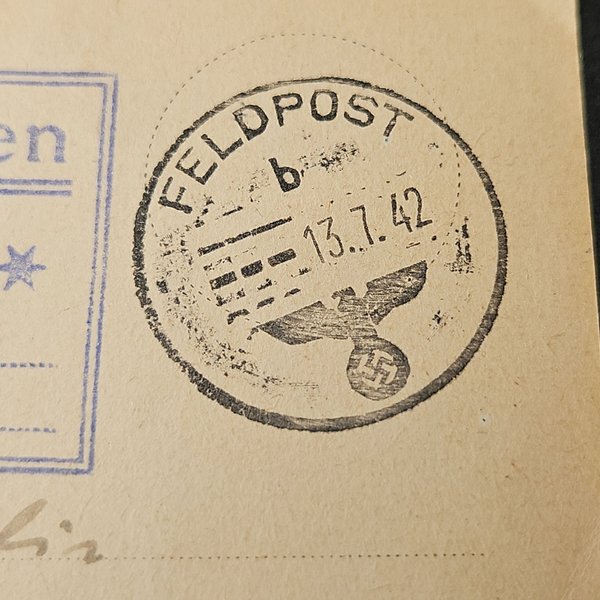 en
FELDPOST
b
13.7.42